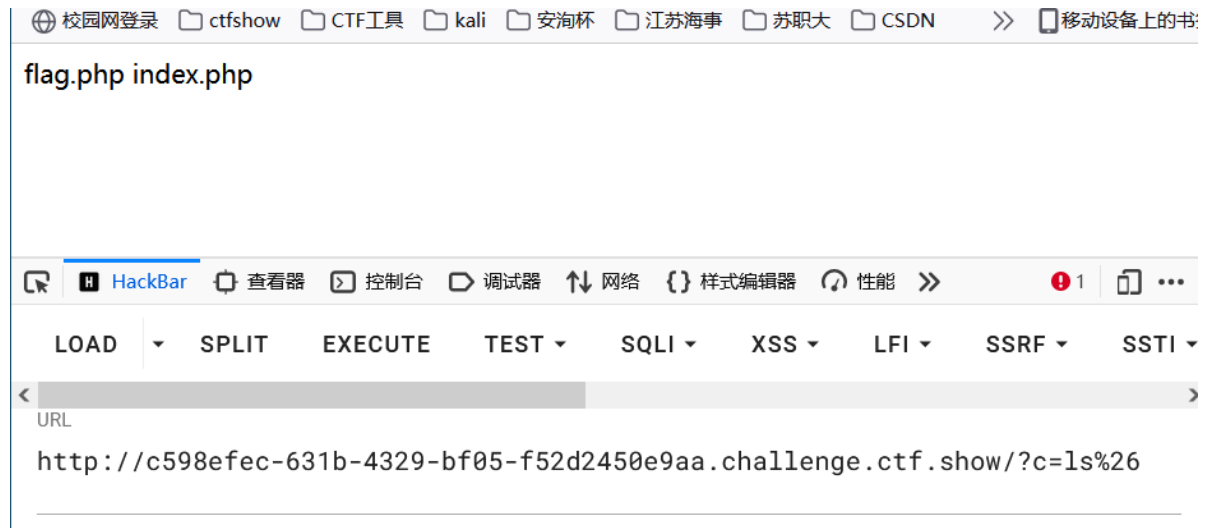 校园网登录 ctfshow CTF工具 kali 安洵杯 江苏海事 苏职大 CSDN 移动设备上的书
flag.php index.php
HackBar 查看器 控制台 调试器 网络 {} 样式编辑器 性能 1
LOAD SPLIT EXECUTE TEST SQLI XSS LFI SSRF SSTI
URL
http://c598efec-631b-4329-bf05-f52d2450e9aa.challenge.ctf.show/?c=ls%26